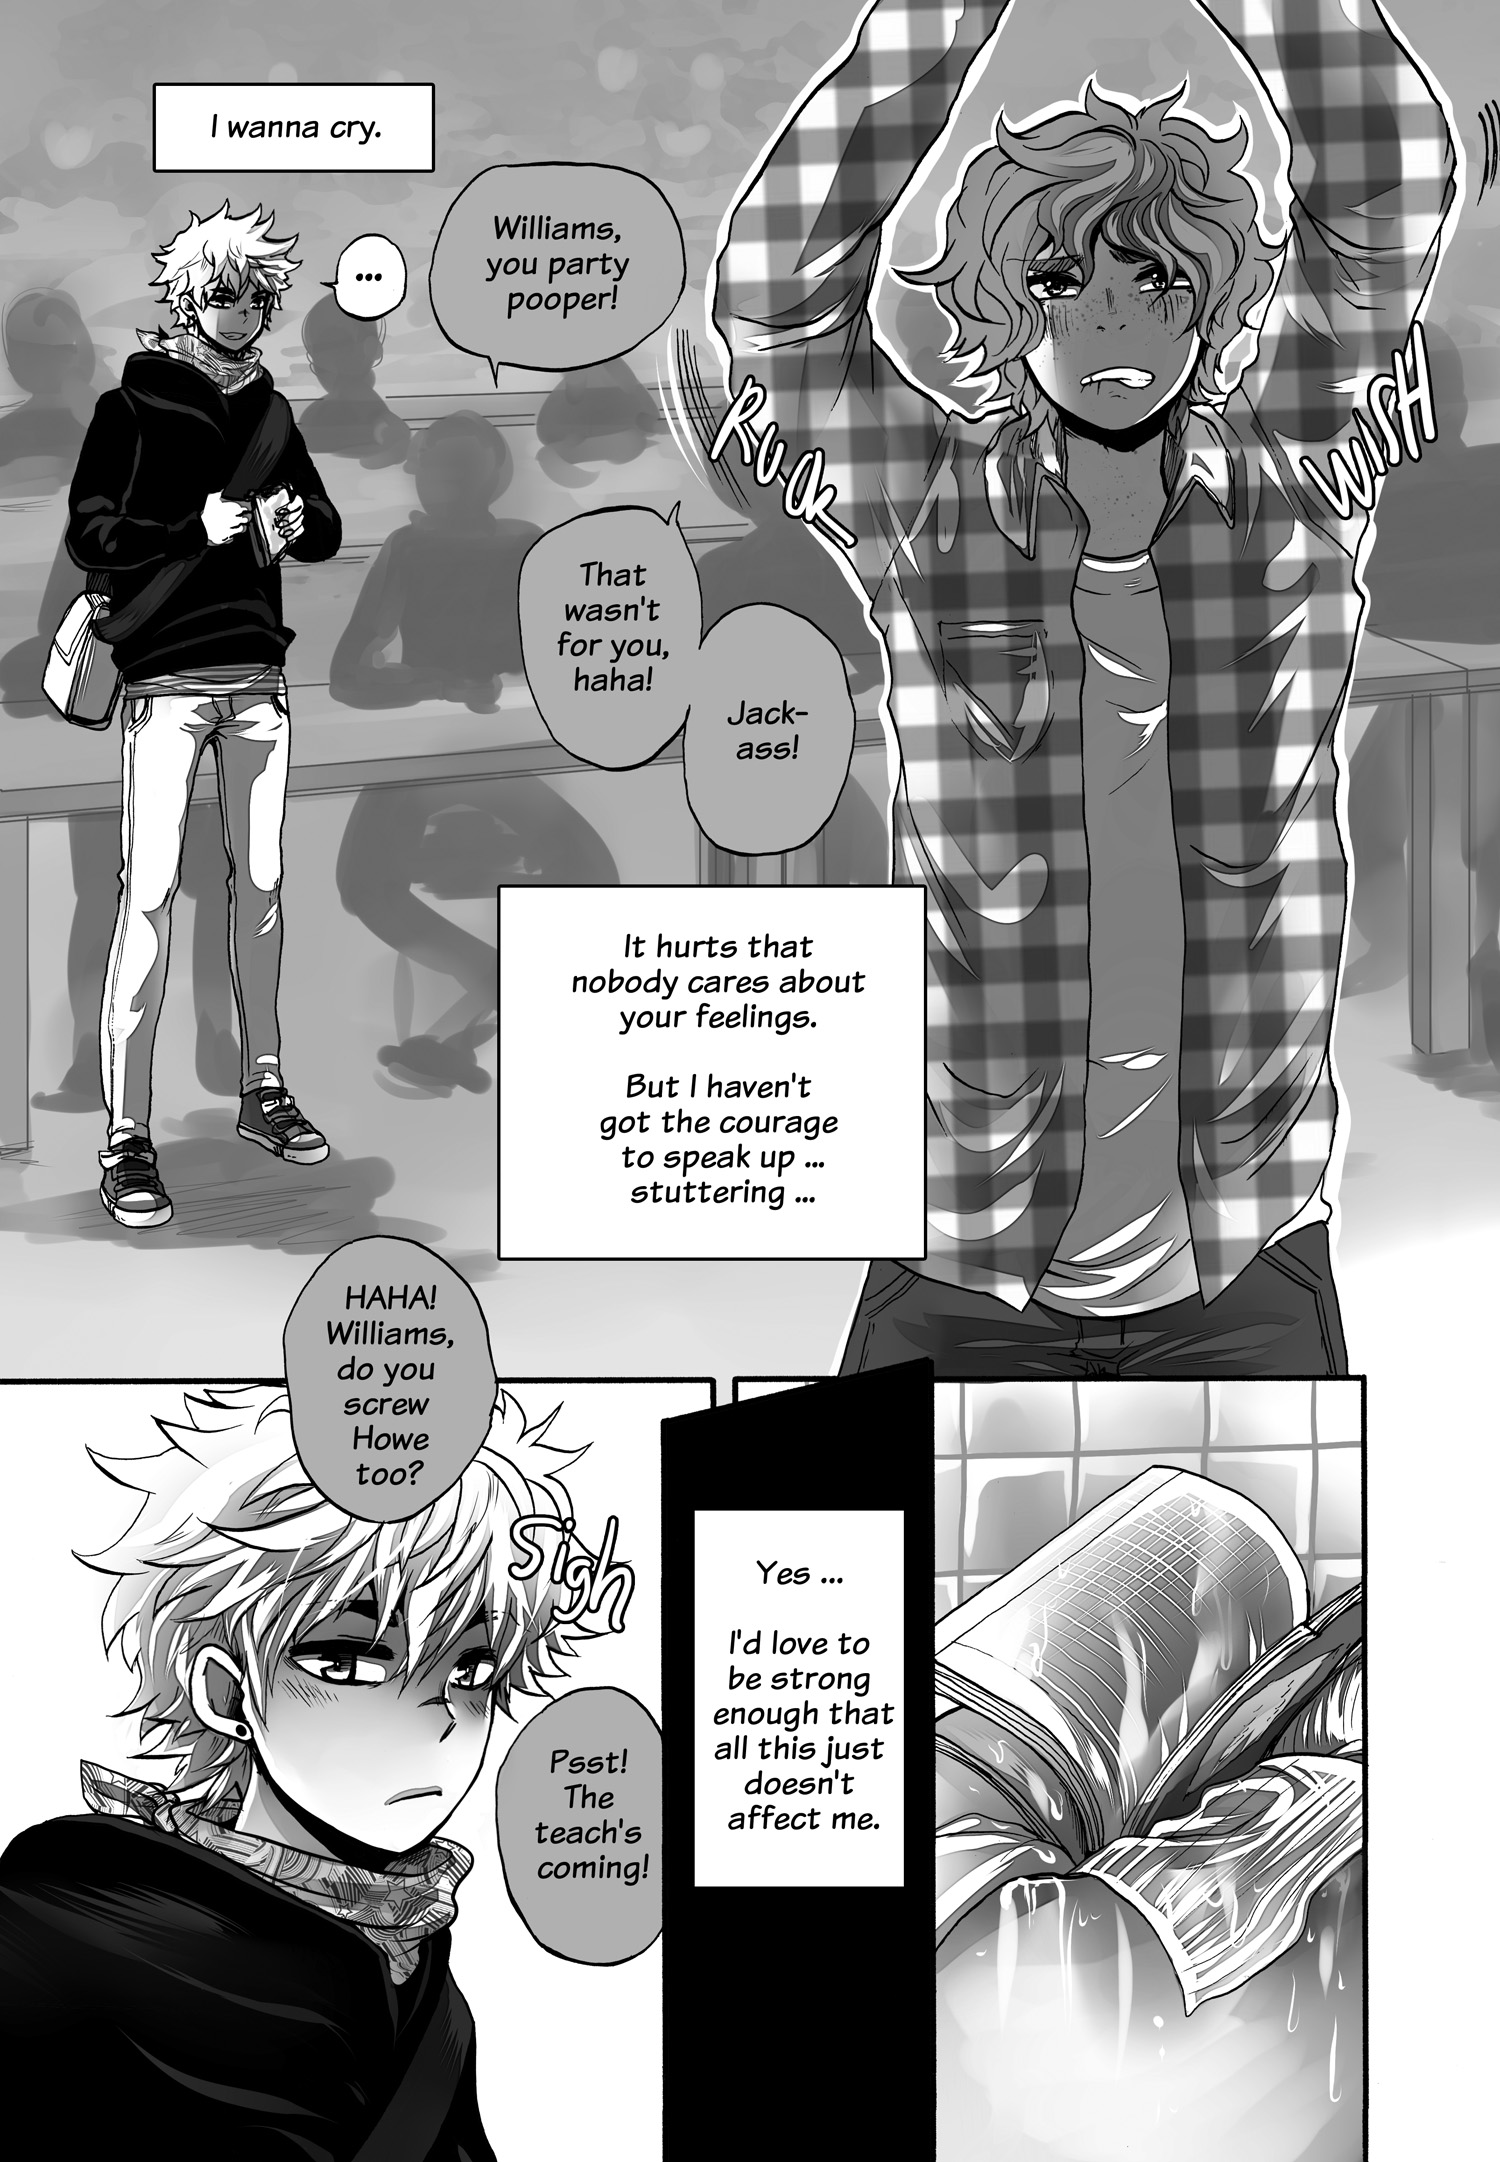 I wanna cry.
...
Williams,
you party
pooper!
RUCK
WISH
That
wasn't
for you,
haha!
Jack-
ass!
It hurts that
nobody cares about
your feelings.
But I haven't
got the courage
to speak up ...
stuttering ...
HAHA!
Williams,
do you
screw
Howe
too?
Sigh
Psst!
The
teach's
coming!
Yes ...
I'd love to
be strong
enough that
all this just
doesn't
affect me.